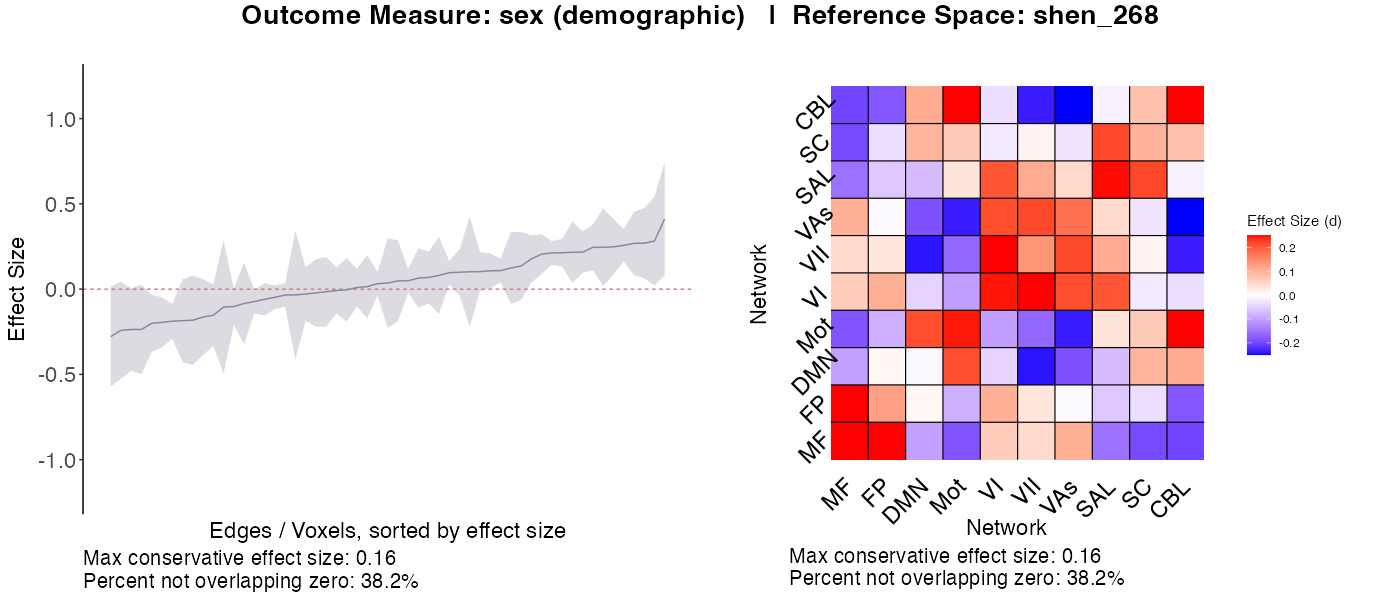 Outcome Measure: sex (demographic) | Reference Space: shen_268
Effect Size
1.0
0.5
0.0
-0.5
-1.0
Edges / Voxels, sorted by effect size
Max conservative effect size: 0.16
Percent not overlapping zero: 38.2%
Network
CBL
SC
SAL
VAs
VII
VI
Mot
DMN
FP
MF
MF FP DMN Mot VI VII VAs SAL SC CBL
Network
Max conservative effect size: 0.16
Percent not overlapping zero: 38.2%
Effect Size (d)
0.2
0.1
0.0
-0.1
-0.2